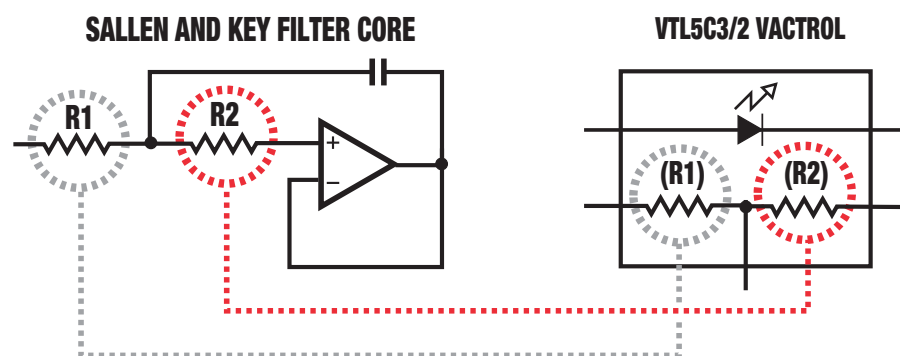 SALLEN AND KEY FILTER CORE
VTL5C3/2 VACTROL
R1
R2
+
−
(R1)
(R2)